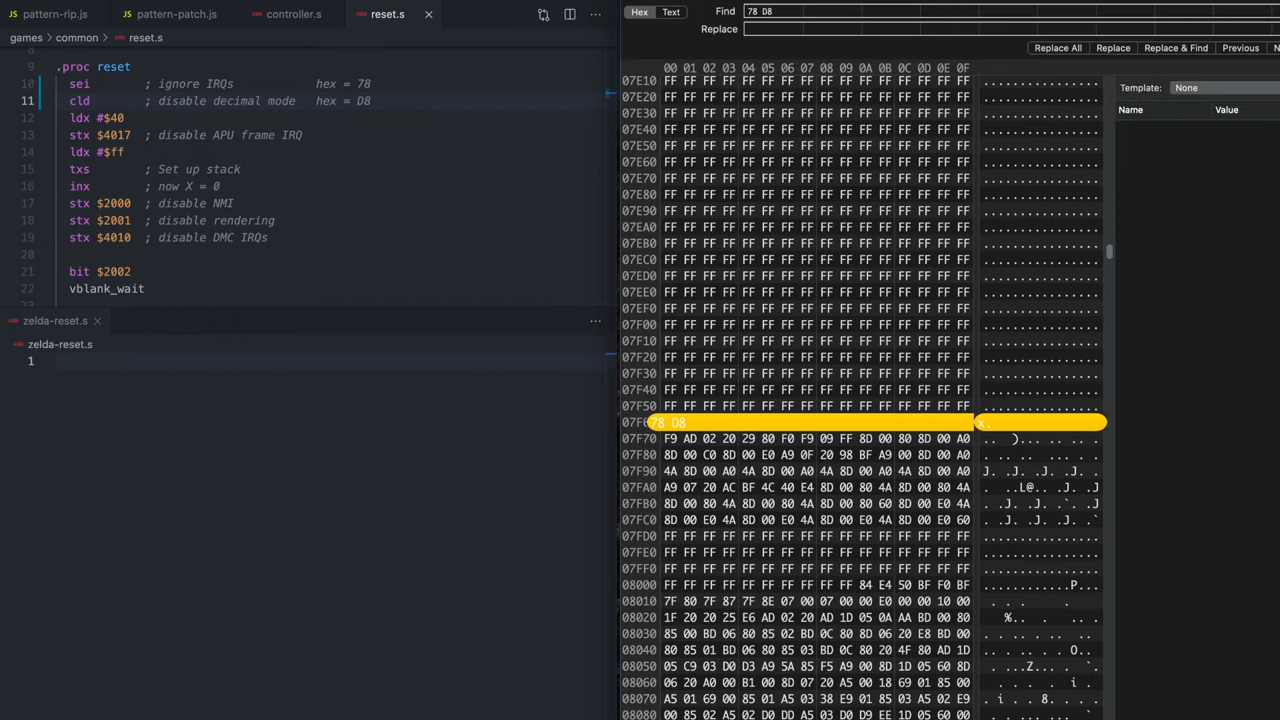 pattern-rip.js
pattern-patch.js
controller.s
reset.s
games > common > reset.s
8
9 .proc reset
10 sei ; ignore IRQs hex = 78
11 cld ; disable decimal mode hex = D8
12 ldx #$40
13 stx $4017 ; disable APU frame IRQ
14 ldx #$ff
15 txs ; Set up stack
16 inx ; now X = 0
17 stx $2000 ; disable NMI
18 stx $2001 ; disable rendering
19 stx $4010 ; disable DMC IRQs
20
21 bit $2002
22 vblank_wait
23
zelda-reset.s
zelda-reset.s
1
Hex Text Find 78 D8
Replace
Replace All Replace Replace & Find Previous N
00 01 02 03 04 05 06 07 08 09 0A 0B 0C 0D 0E 0F
Template: None
Name Value
07E10 FF FF FF FF FF FF FF FF FF FF FF FF FF FF FF FF ................
07E20 FF FF FF FF FF FF FF FF FF FF FF FF FF FF FF FF ................
07E30 FF FF FF FF FF FF FF FF FF FF FF FF FF FF FF FF ................
07E40 FF FF FF FF FF FF FF FF FF FF FF FF FF FF FF FF ................
07E50 FF FF FF FF FF FF FF FF FF FF FF FF FF FF FF FF ................
07E60 FF FF FF FF FF FF FF FF FF FF FF FF FF FF FF FF ................
07E70 FF FF FF FF FF FF FF FF FF FF FF FF FF FF FF FF ................
07E80 FF FF FF FF FF FF FF FF FF FF FF FF FF FF FF FF ................
07E90 FF FF FF FF FF FF FF FF FF FF FF FF FF FF FF FF ................
07EA0 FF FF FF FF FF FF FF FF FF FF FF FF FF FF FF FF ................
07EB0 FF FF FF FF FF FF FF FF FF FF FF FF FF FF FF FF ................
07EC0 FF FF FF FF FF FF FF FF FF FF FF FF FF FF FF FF ................
07ED0 FF FF FF FF FF FF FF FF FF FF FF FF FF FF FF FF ................
07EE0 FF FF FF FF FF FF FF FF FF FF FF FF FF FF FF FF ................
07EF0 FF FF FF FF FF FF FF FF FF FF FF FF FF FF FF FF ................
07F00 FF FF FF FF FF FF FF FF FF FF FF FF FF FF FF FF ................
07F10 FF FF FF FF FF FF FF FF FF FF FF FF FF FF FF FF ................
07F20 FF FF FF FF FF FF FF FF FF FF FF FF FF FF FF FF ................
07F30 FF FF FF FF FF FF FF FF FF FF FF FF FF FF FF FF ................
07F40 FF FF FF FF FF FF FF FF FF FF FF FF FF FF FF FF ................
07F50 FF FF FF FF FF FF FF FF FF FF FF FF FF FF FF FF ................
07F6 78 D8 x.
07F70 F9 AD 02 20 29 80 F0 F9 09 FF 8D 00 80 8D 00 A0 .. )... .. .. .
07F80 8D 00 C0 8D 00 E0 A9 0F 20 98 BF A9 00 8D 00 A0 . .. .. ... . .
07F90 4A 8D 00 A0 4A 8D 00 A0 4A 8D 00 A0 4A 8D 00 A0 J. .J. .J. .J. .
07FA0 A9 07 20 AC BF 4C 40 E4 8D 00 80 4A 8D 00 80 4A . ..L@.. .J. .J
07FB0 8D 00 80 4A 8D 00 80 4A 8D 00 80 60 8D 00 E0 4A . .J. .J. .`. .J
07FC0 8D 00 E0 4A 8D 00 E0 4A 8D 00 E0 4A 8D 00 E0 60 . .J. .J. .J. .`
07FD0 FF FF FF FF FF FF FF FF FF FF FF FF FF FF FF FF ................
07FE0 FF FF FF FF FF FF FF FF FF FF FF FF FF FF FF FF ................
07FF0 FF FF FF FF FF FF FF FF FF FF FF FF FF FF FF FF ................
08000 FF FF FF FF FF FF FF FF FF FF 84 E4 50 BF F0 BF ............P...
08010 7F 80 7F 87 7F 8E 07 00 07 00 00 E0 00 00 10 00 . . . .
08020 1F 20 20 25 E6 AD 02 20 AD 1D 05 0A AA BD 00 80 %.. . .. .
08030 85 00 BD 06 80 85 02 BD 0C 80 8D 06 20 E8 BD 00
08040 80 85 01 BD 06 80 85 03 BD 0C 80 20 4F 80 AD 1D
08050 05 C9 03 D0 D3 A9 5A 85 F5 A9 00 8D 1D 05 60 8D
08060 06 20 A0 00 B1 00 8D 07 20 A5 00 18 69 01 85 00
08070 A5 01 69 00 85 01 A5 03 38 E9 01 85 03 A5 02 E9
08080 00 85 02 A5 02 D0 DD A5 03 D0 D9 EE 1D 05 60 00